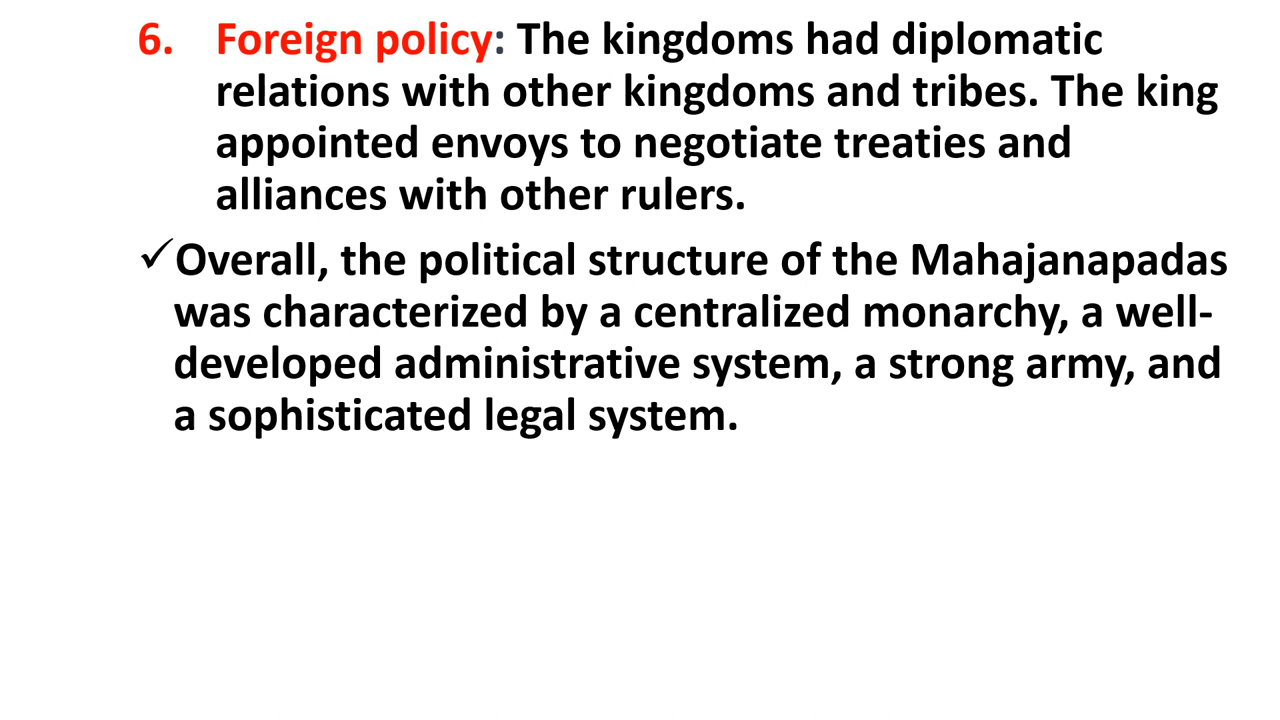 6. Foreign policy: The kingdoms had diplomatic
relations with other kingdoms and tribes. The king
appointed envoys to negotiate treaties and
alliances with other rulers.
✓Overall, the political structure of the Mahajanapadas
was characterized by a centralized monarchy, a well-
developed administrative system, a strong army, and
a sophisticated legal system.